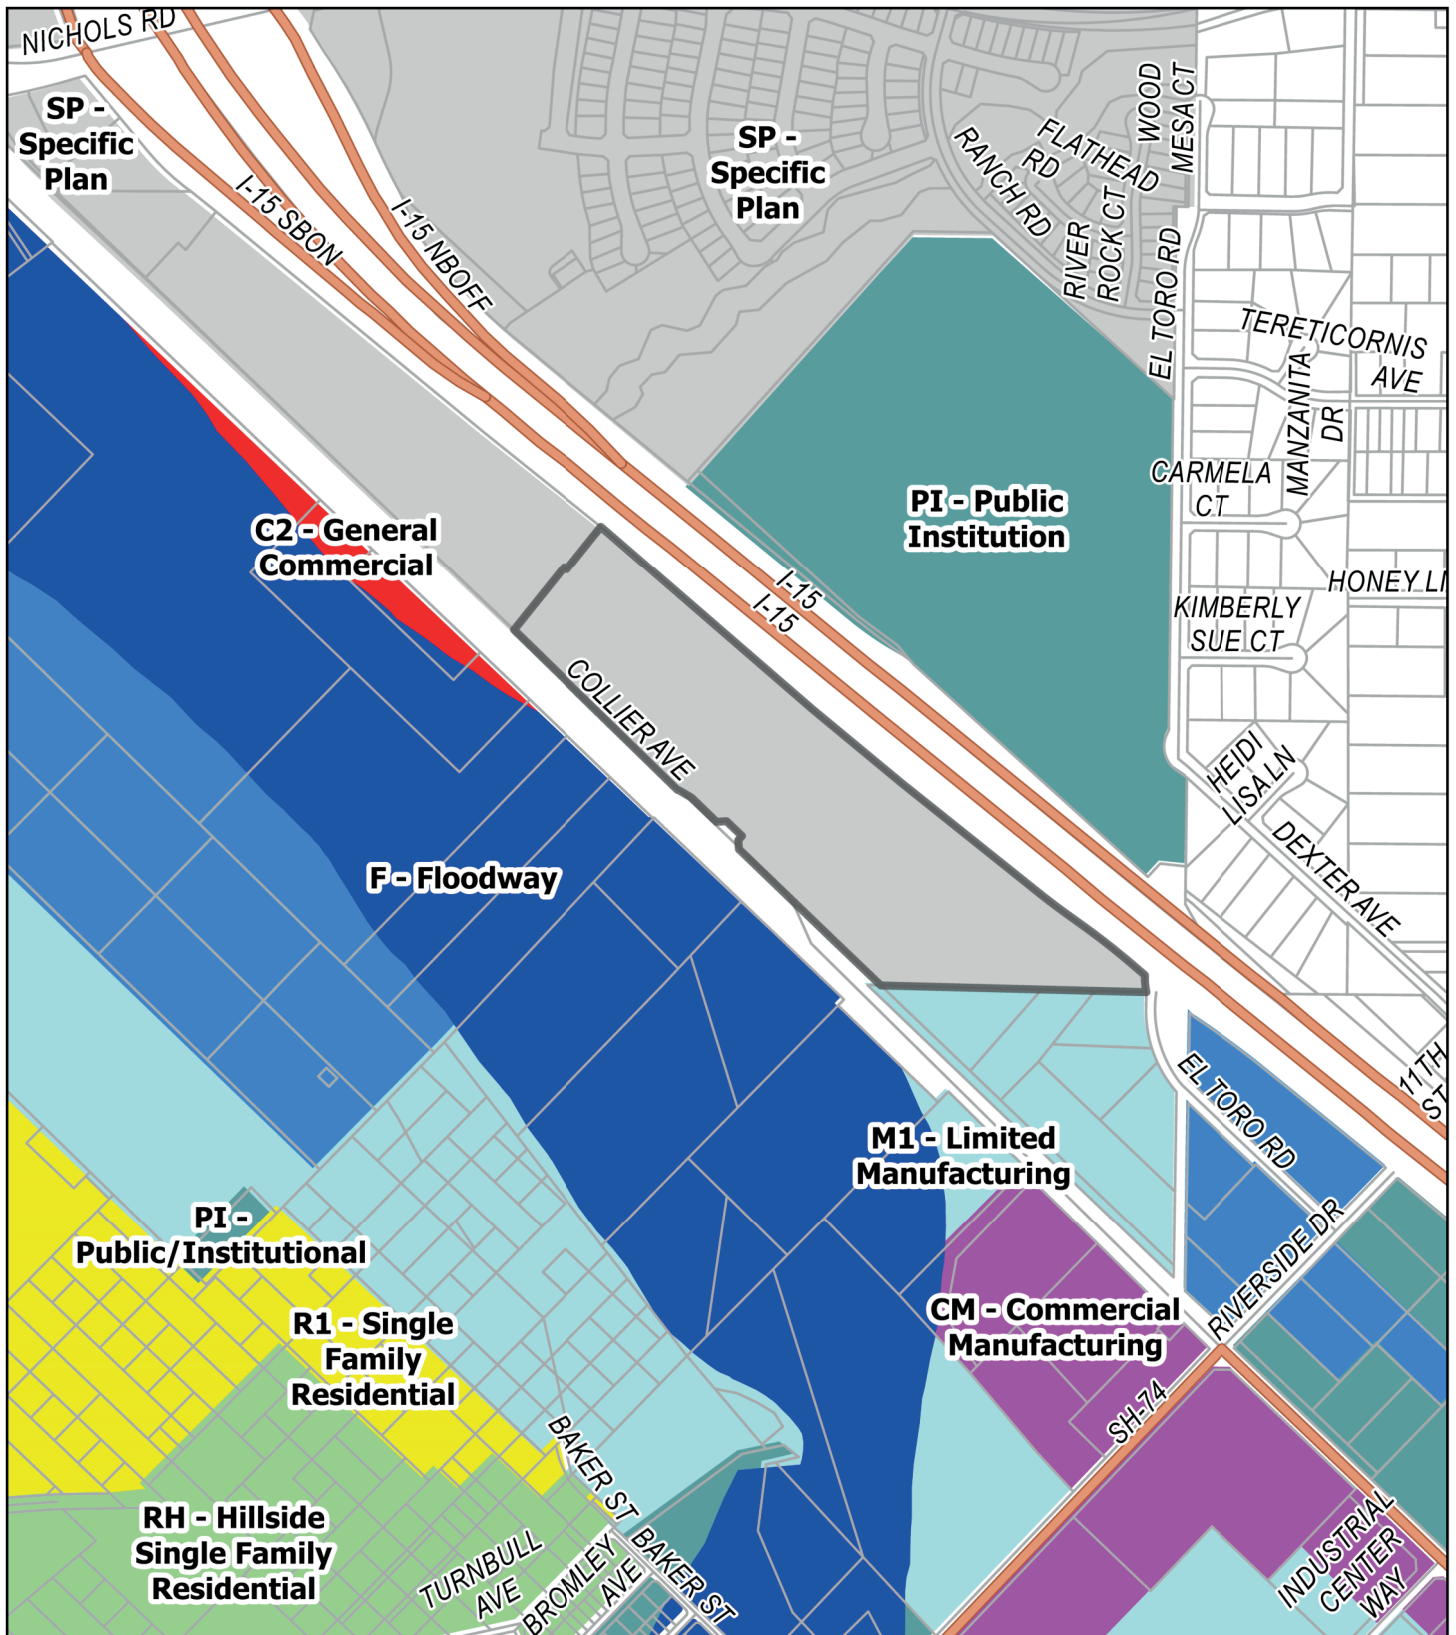 NICHOLS RD
SP -
Specific
Plan
I-15 SBON
I-15 NBOFF
SP -
Specific
Plan
RANCH RD
FLATHEAD
RD
WOOD
MESA CT
RIVER
ROCK CT
EL TORO RD
TERETICORNIS
AVE
MANZANITA
DR
CARMELA
CT
PI - Public
Institution
C2 - General
Commercial
I-15
I-15
HONEY LN
KIMBERLY
SUE CT
COLLIER AVE
HEIDI
LISA LN
DEXTER AVE
F - Floodway
11TH
ST
EL TORO RD
M1 - Limited
Manufacturing
PI -
Public/Institutional
RIVERSIDE DR
CM - Commercial
Manufacturing
R1 - Single
Family
Residential
SH-74
BAKER ST
RH - Hillside
Single Family
Residential
TURNBULL
AVE
BROMLEY
AVE
BAKER ST
INDUSTRIAL
CENTER
WAY